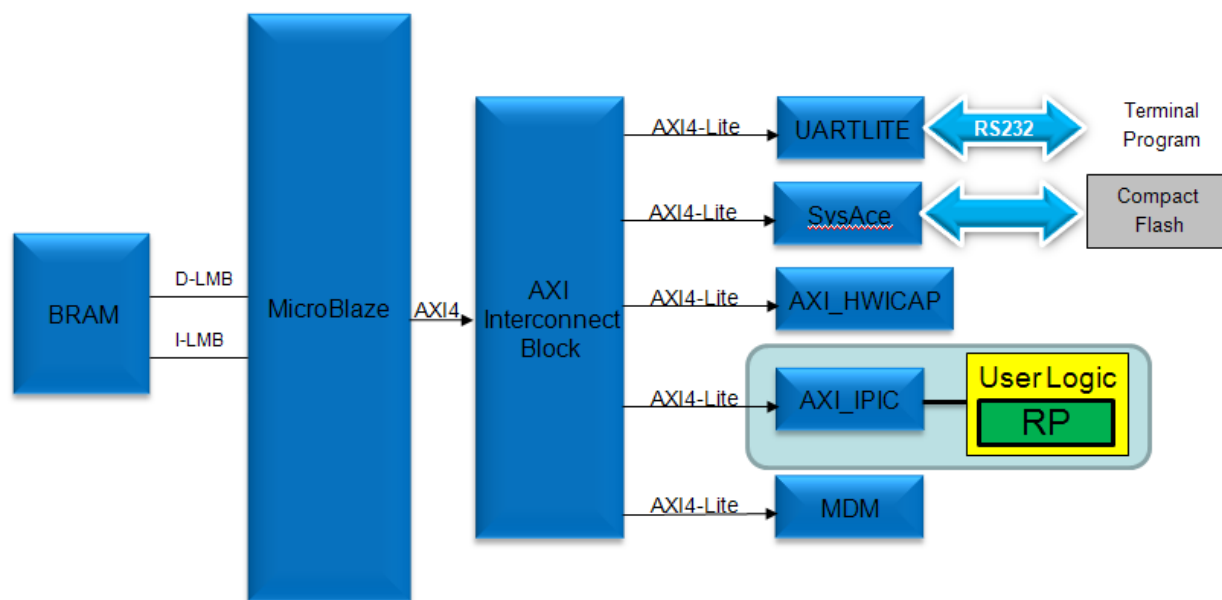 BRAM
D-LMB
I-LMB
MicroBlaze
AXI4
AXI
Interconnect
Block
AXI4-Lite
UARTLITE
RS232
Terminal
Program
AXI4-Lite
SysAce
Compact
Flash
AXI4-Lite
AXI_HWICAP
AXI4-Lite
AXI_IPIC
User Logic
RP
AXI4-Lite
MDM